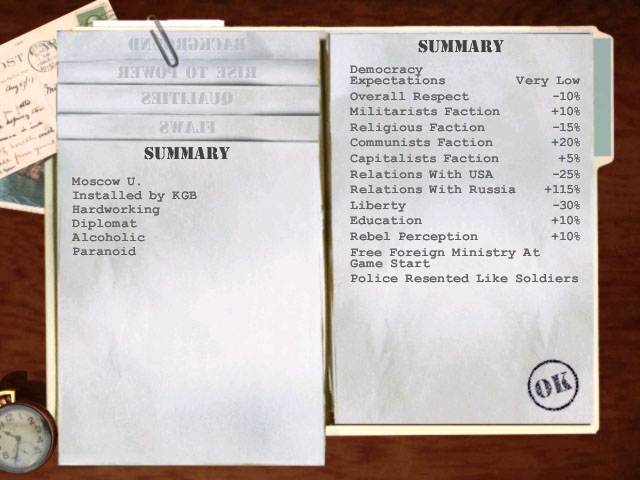 BACKGROUND
RISE TO POWER
QUALITIES
FLAWS
SUMMARY
Moscow U.
Installed by KGB
Hardworking
Diplomat
Alcoholic
Paranoid
SUMMARY
Democracy
Expectations Very Low
Overall Respect -10%
Militarists Faction +10%
Religious Faction -15%
Communists Faction +20%
Capitalists Faction +5%
Relations With USA -25%
Relations With Russia +115%
Liberty -30%
Education +10%
Rebel Perception +10%
Free Foreign Ministry At
Game Start
Police Resented Like Soldiers
OK